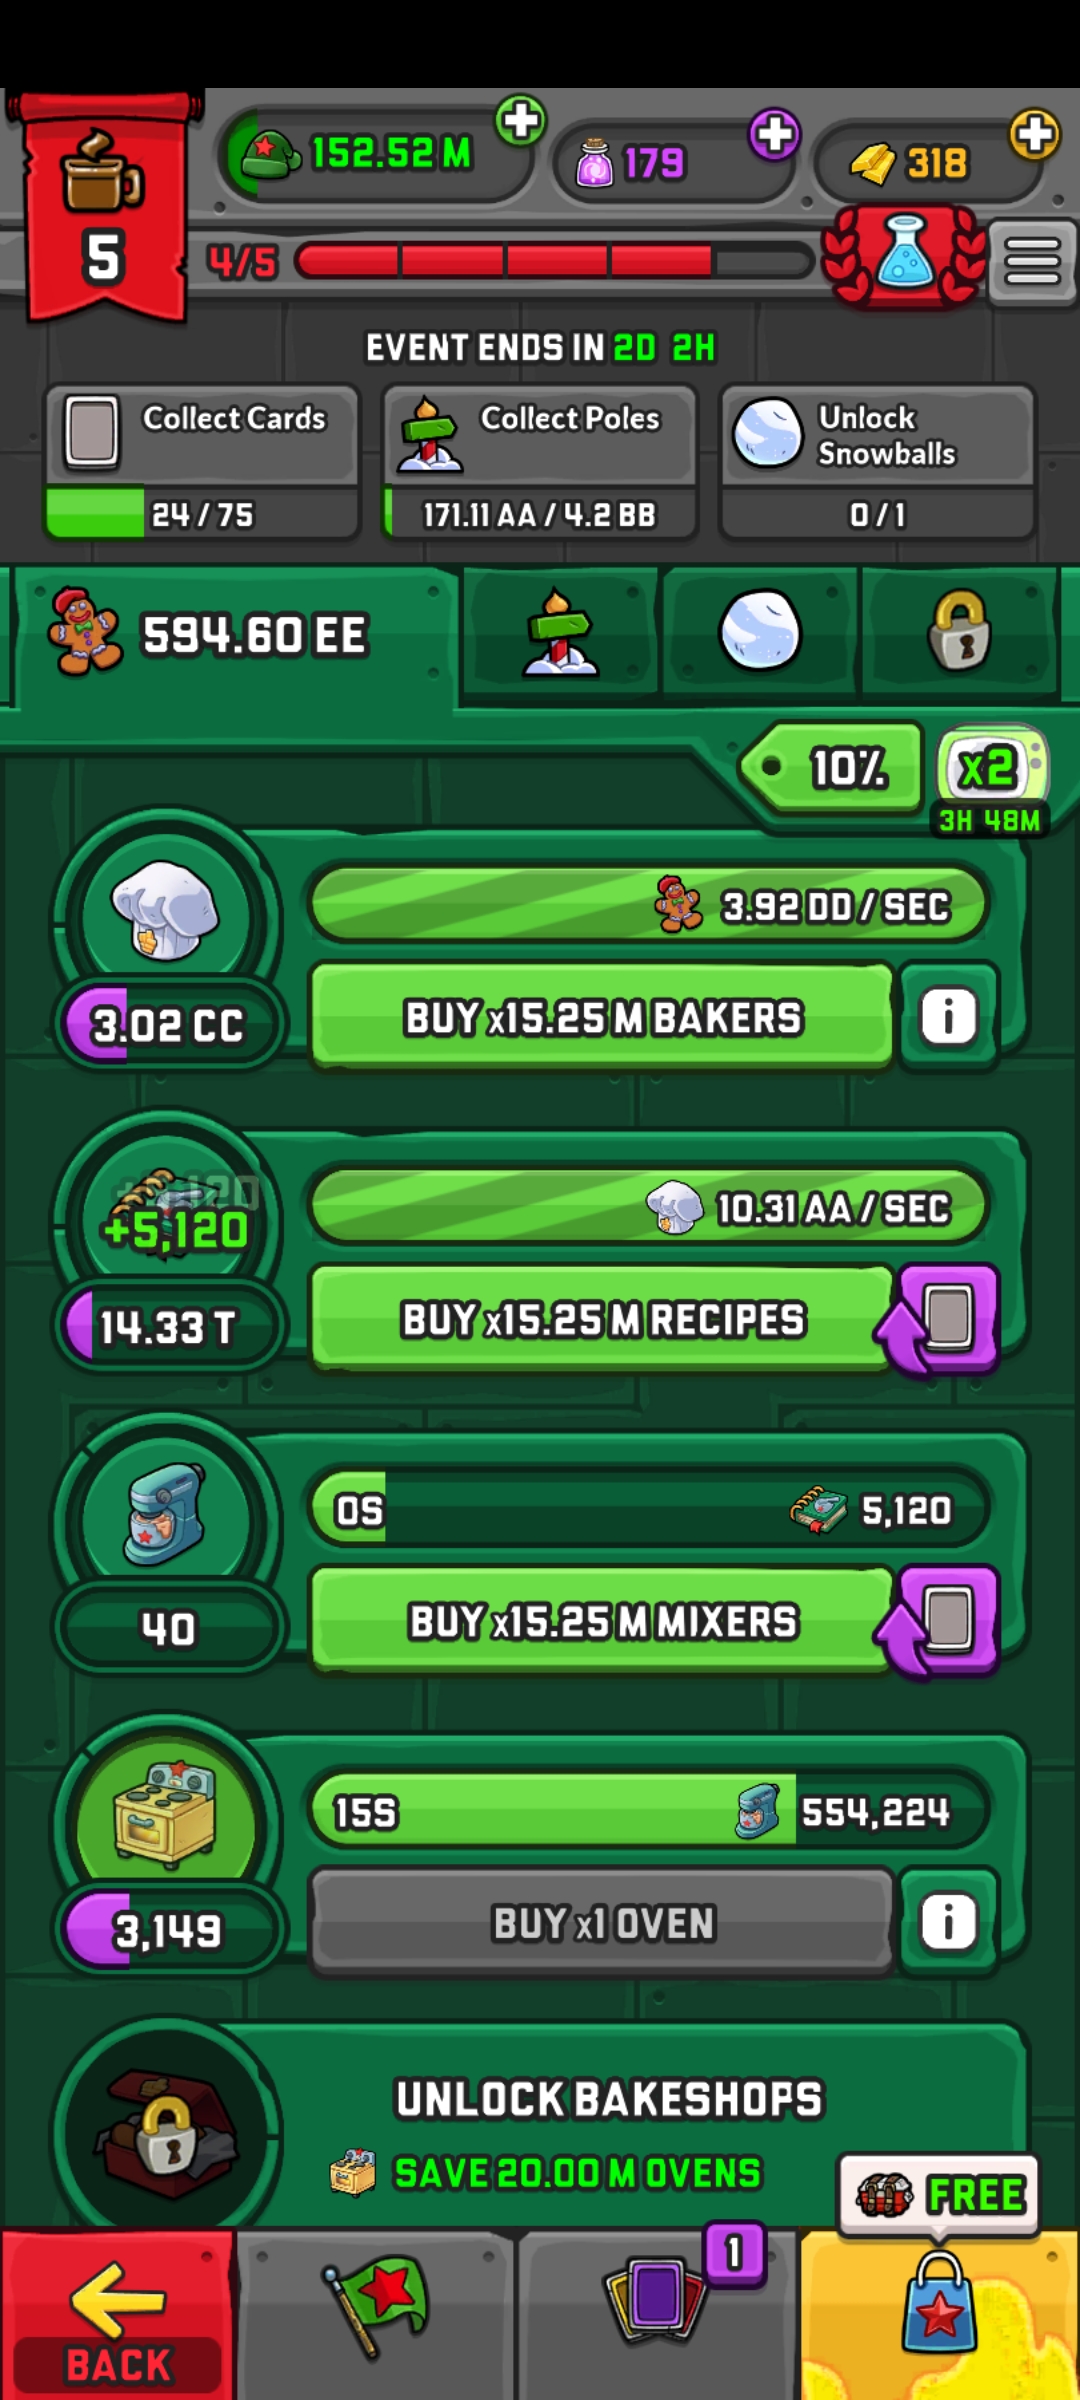 152.52 M
179
318
5
4/5
EVENT ENDS IN 2D 2H
Collect Cards
24 / 75
Collect Poles
171.11 AA / 4.2 BB
Unlock
Snowballs
0 / 1
594.60 EE
10%
x2
3H 48M
3.92 DD / SEC
3.02 CC
BUY x15.25 M BAKERS
i
+5,120
+5,120
10.31 AA / SEC
14.33 T
BUY x15.25 M RECIPES
0S
5,120
40
BUY x15.25 M MIXERS
15S
554,224
3,149
BUY x1 OVEN
i
UNLOCK BAKESHOPS
SAVE 20.00 M OVENS
FREE
1
BACK